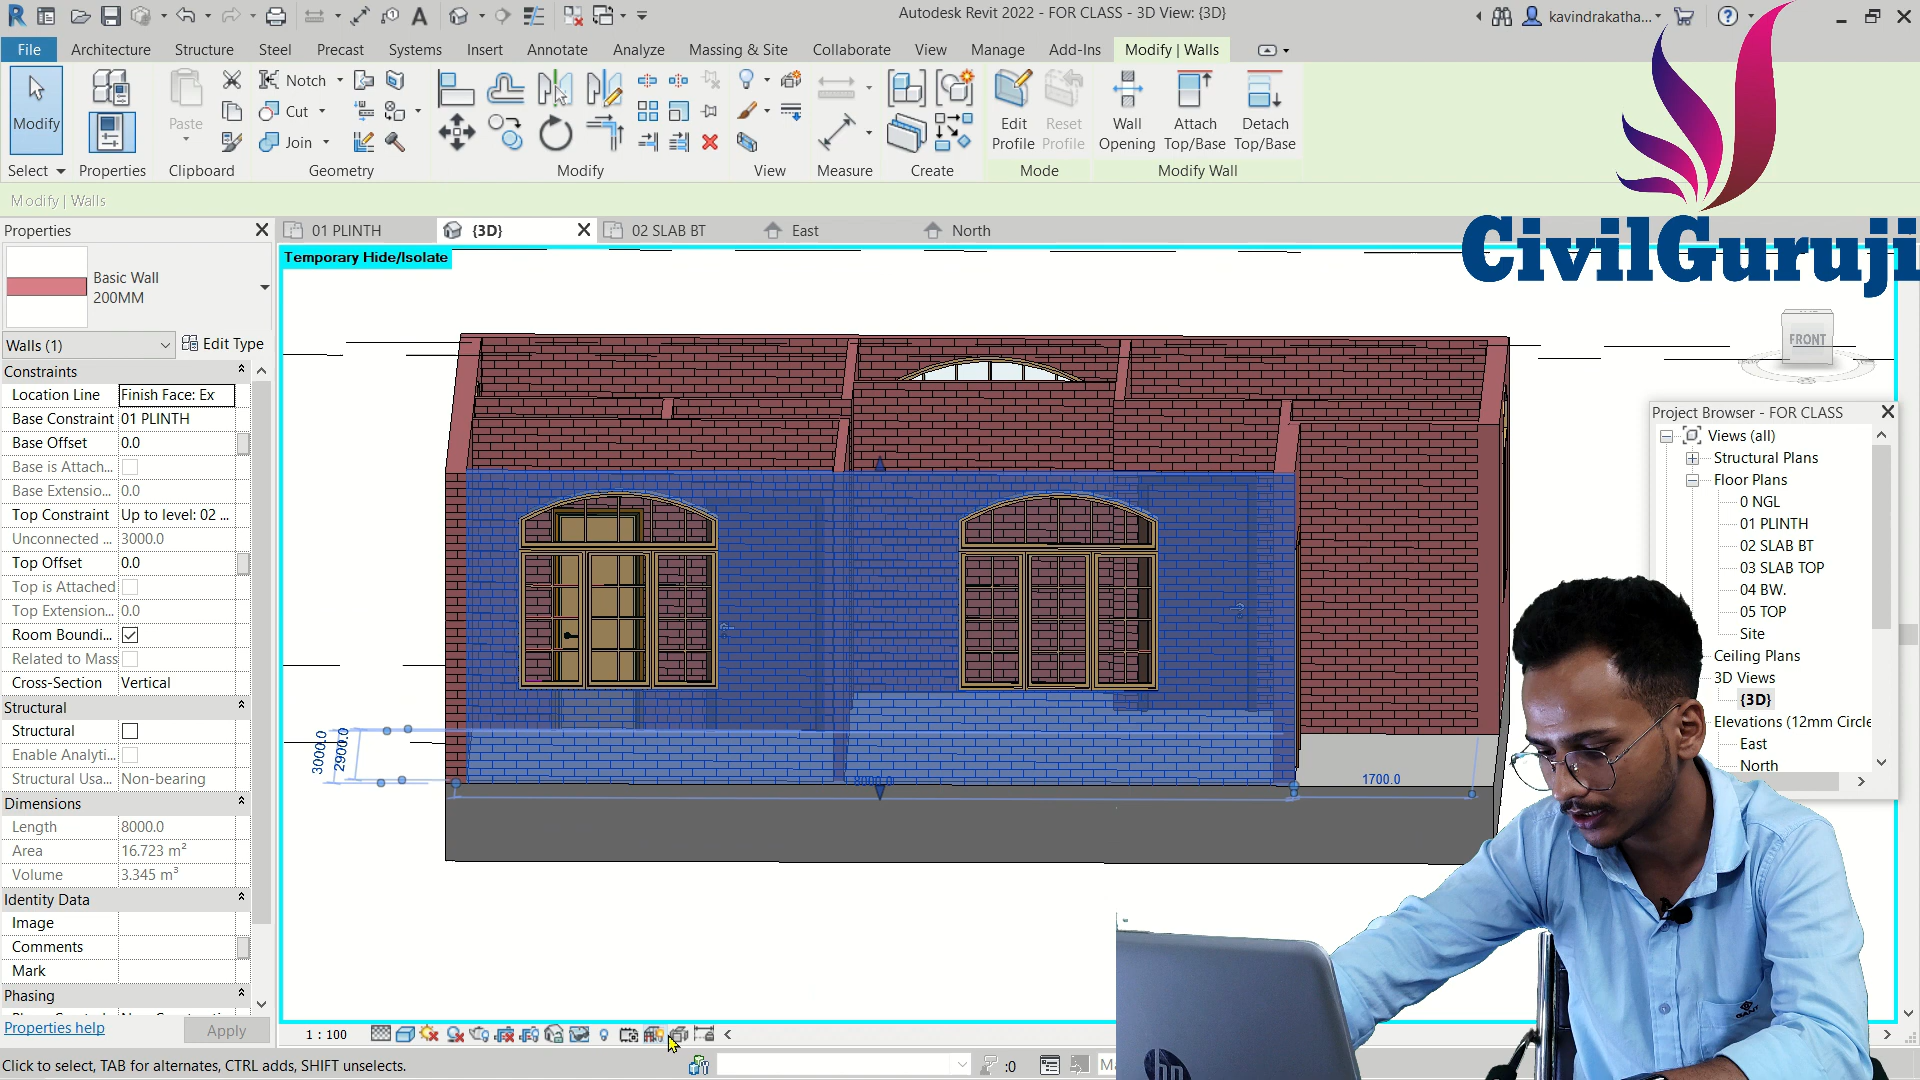 Autodesk Revit 2022 - FOR CLASS - 3D View: {3D}
kavindrakatha...
File Architecture Structure Steel Precast Systems Insert Annotate Analyze Massing & Site Collaborate View Manage Add-Ins Modify | Walls
Modify
Paste
Notch
Cut
Join
Edit Profile
Reset Profile
Wall Opening
Attach Top/Base
Detach Top/Base
Select Properties Clipboard Geometry Modify View Measure Create Mode Modify Wall
Modify | Walls
CivilGuruji
Properties
01 PLINTH {3D} 02 SLAB BT East North
Temporary Hide/Isolate
Basic Wall
200MM
Walls (1) Edit Type
Constraints
Location Line Finish Face: Ex
Base Constraint 01 PLINTH
Base Offset 0.0
Base is Attach...
Base Extensio... 0.0
Top Constraint Up to level: 02 ...
Unconnected ... 3000.0
Top Offset 0.0
Top is Attached
Top Extension... 0.0
Room Boundi...
Related to Mass
Cross-Section Vertical
Structural
Structural
Enable Analyti...
Structural Usa... Non-bearing
Dimensions
Length 8000.0
Area 16.723 m²
Volume 3.345 m³
Identity Data
Image
Comments
Mark
Phasing
Properties help Apply
FRONT
Project Browser - FOR CLASS
Views (all)
Structural Plans
Floor Plans
0 NGL
01 PLINTH
02 SLAB BT
03 SLAB TOP
04 BW.
05 TOP
Site
Ceiling Plans
3D Views
{3D}
Elevations (12mm Circle
East
North
3000.0
2900.0
8000.0
1700.0
1 : 100
Click to select, TAB for alternates, CTRL adds, SHIFT unselects.
:0
hp